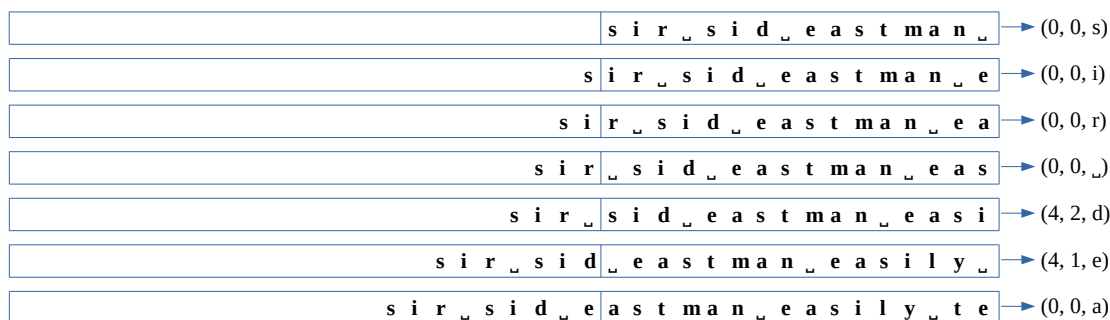 s i r ␣ s i d ␣ e a s t m a n ␣ (0, 0, s)
s i r ␣ s i d ␣ e a s t m a n ␣ e (0, 0, i)
s i r ␣ s i d ␣ e a s t m a n ␣ e a (0, 0, r)
s i r ␣ s i d ␣ e a s t m a n ␣ e a s (0, 0, ␣)
s i r ␣ s i d ␣ e a s t m a n ␣ e a s i (4, 2, d)
s i r ␣ s i d ␣ e a s t m a n ␣ e a s i l y ␣ (4, 1, e)
s i r ␣ s i d ␣ e a s t m a n ␣ e a s i l y ␣ t e (0, 0, a)